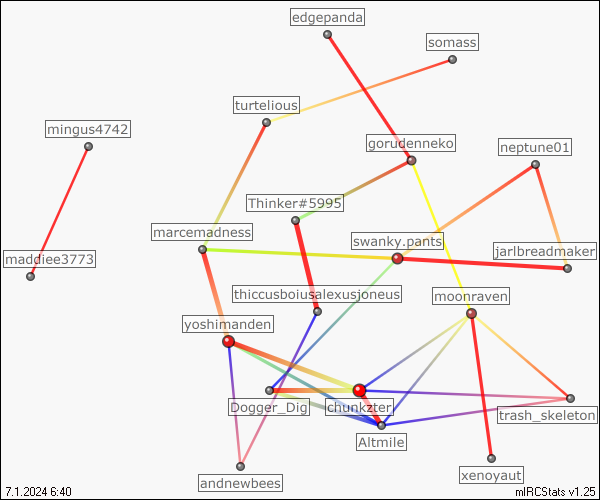 edgepanda
somass
turtelious
mingus4742
gorudenneko
neptune01
Thinker#5995
marcemadness
swanky.pants
maddiee3773
jarlbreadmaker
thiccusboiusalexusjoneus
moonraven
yoshimanden
Dogger_Dig
chunkzter
trash_skeleton
Altmile
xenoyaut
andnewbees
7.1.2024 6:40
mIRCStats v1.25